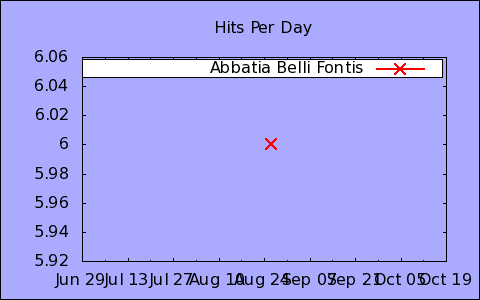 Hits Per Day
6.06
Abbatia Belli Fontis
6.04
6.02
6
5.98
5.96
5.94
5.92
Jun 29 Jul 13 Jul 27 Aug 10 Aug 24 Sep 07 Sep 21 Oct 05 Oct 19